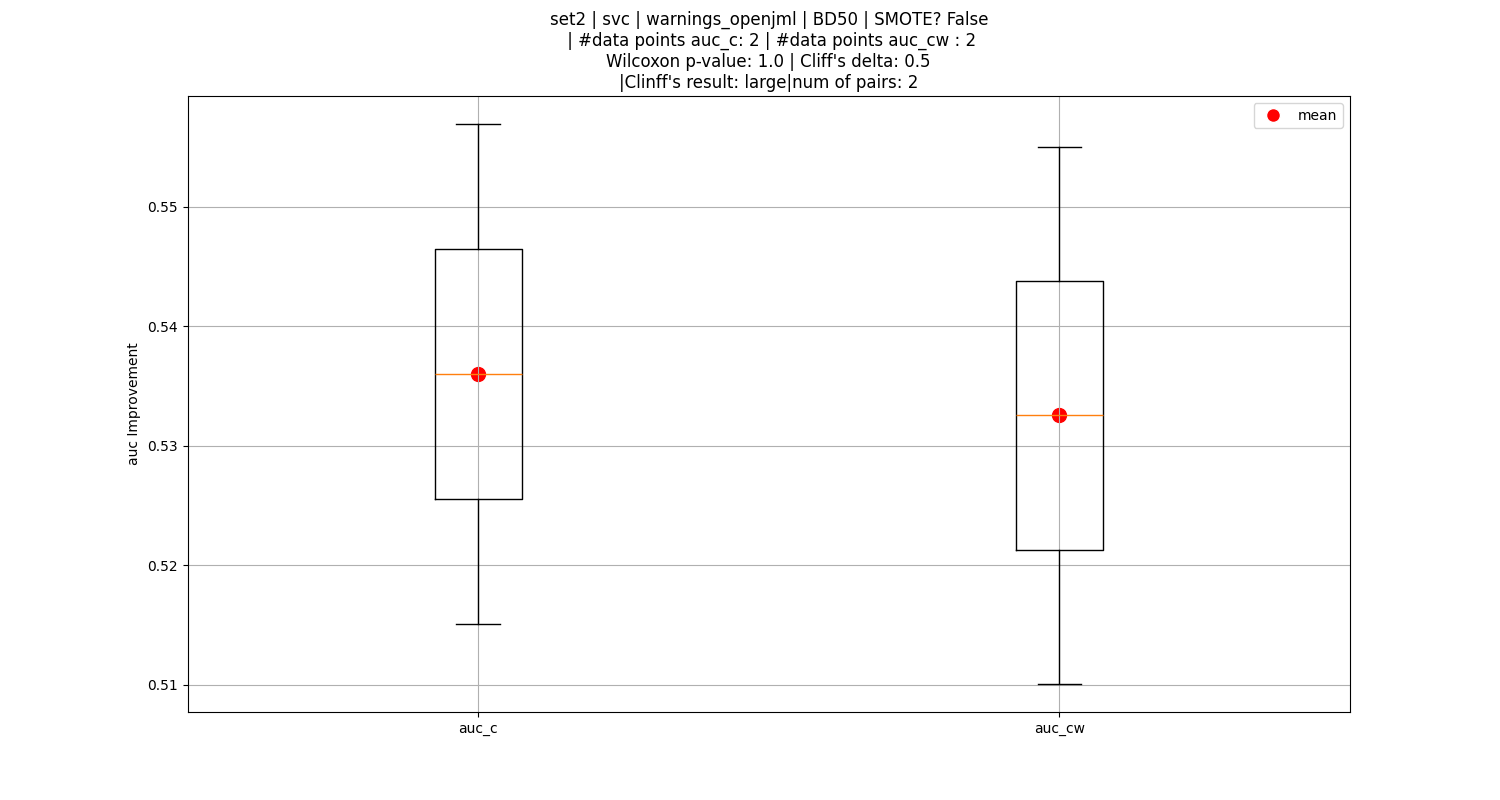 set2 | svc | warnings_openjml | BD50 | SMOTE? False
| #data points auc_c: 2 | #data points auc_cw : 2
Wilcoxon p-value: 1.0 | Cliff's delta: 0.5
|Clinff's result: large|num of pairs: 2
mean
0.55
0.54
0.53
0.52
0.51
auc Improvement
auc_c
auc_cw